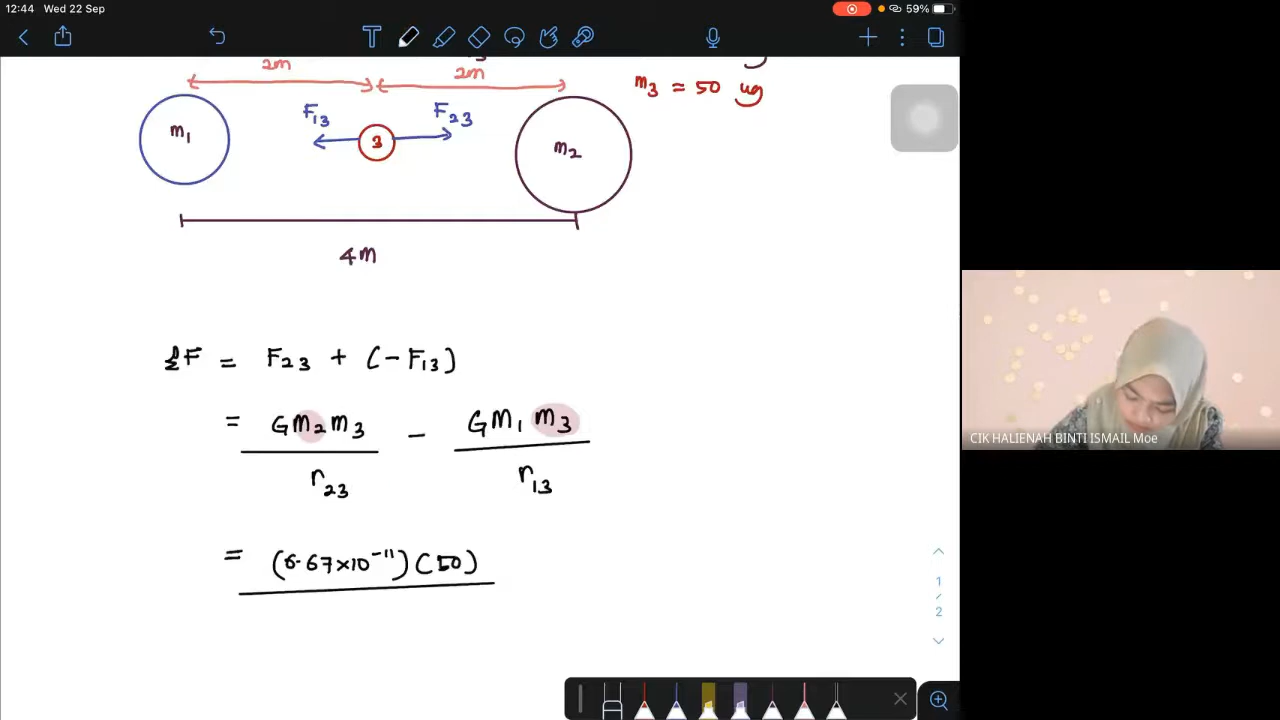 12:44 Wed 22 Sep 59%
2m 2m
m3 = 50 ug
m1 F13 3 F23 m2
4m
ΣF = F23 + (-F13)
= GM2m3 / r23 - GM1m3 / r13
= (6.67×10^-11)(50)
CIK HALIENAH BINTI ISMAIL Moe
1
/
2